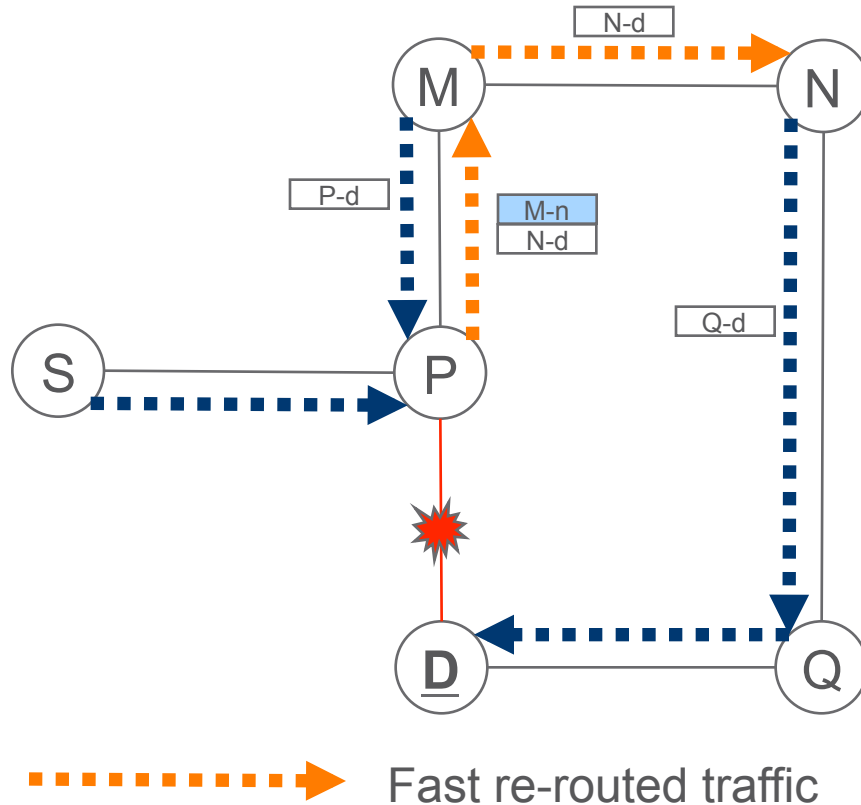 N-d
M
N
P-d
M-n
N-d
Q-d
S
P
D
Q
Fast re-routed traffic